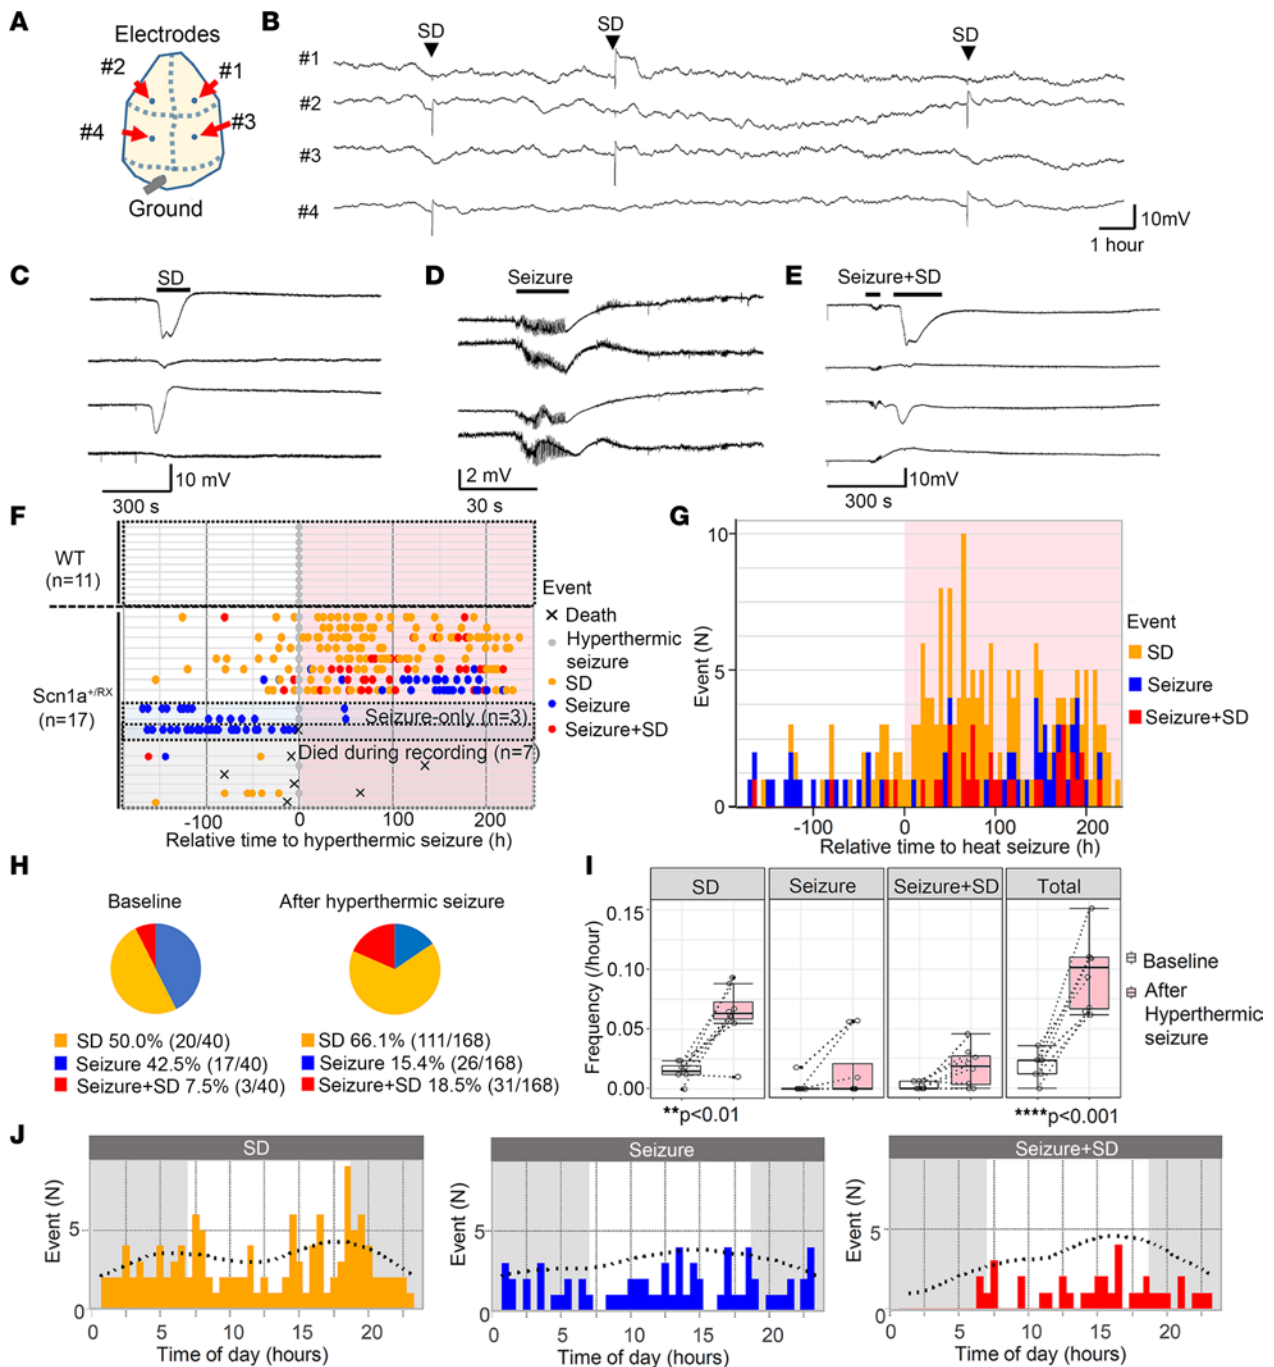 A
Electrodes
#2
#1
#4
#3
Ground
B
SD
SD
SD
#1
#2
#3
#4
10mV
1 hour
C
SD
10 mV
300 s
D
Seizure
2 mV
30 s
E
Seizure+SD
10mV
300 s
F
WT
(n=11)
Scn1a+/RX
(n=17)
Seizure-only (n=3)
Died during recording (n=7)
-100
0
100
200
Relative time to hyperthermic seizure (h)
Event
Death
Hyperthermic
seizure
SD
Seizure
Seizure+SD
G
Event (N)
10
5
0
-100
0
100
200
Relative time to heat seizure (h)
Event
SD
Seizure
Seizure+SD
H
Baseline
SD 50.0% (20/40)
Seizure 42.5% (17/40)
Seizure+SD 7.5% (3/40)
After hyperthermic seizure
SD 66.1% (111/168)
Seizure 15.4% (26/168)
Seizure+SD 18.5% (31/168)
I
SD
Seizure
Seizure+SD
Total
Frequency (/hour)
0.15
0.10
0.05
0.00
**p<0.01
****p<0.001
Baseline
After
Hyperthermic
seizure
J
SD
Event (N)
5
0
0
5
10
15
20
Time of day (hours)
Seizure
Event (N)
5
0
0
5
10
15
20
Time of day (hours)
Seizure+SD
Event (N)
5
0
0
5
10
15
20
Time of day (hours)